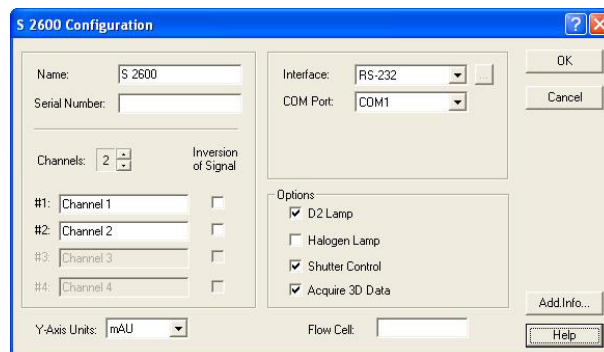 S 2600 Configuration
Name: S 2600
Serial Number:
Channels: 2
Inversion of Signal
#1: Channel 1
#2: Channel 2
#3: Channel 3
#4: Channel 4
Y-Axis Units: mAU
Interface: RS-232 ...
COM Port: COM1
Options
D2 Lamp
Halogen Lamp
Shutter Control
Acquire 3D Data
Flow Cell:
OK
Cancel
Add.Info...
Help